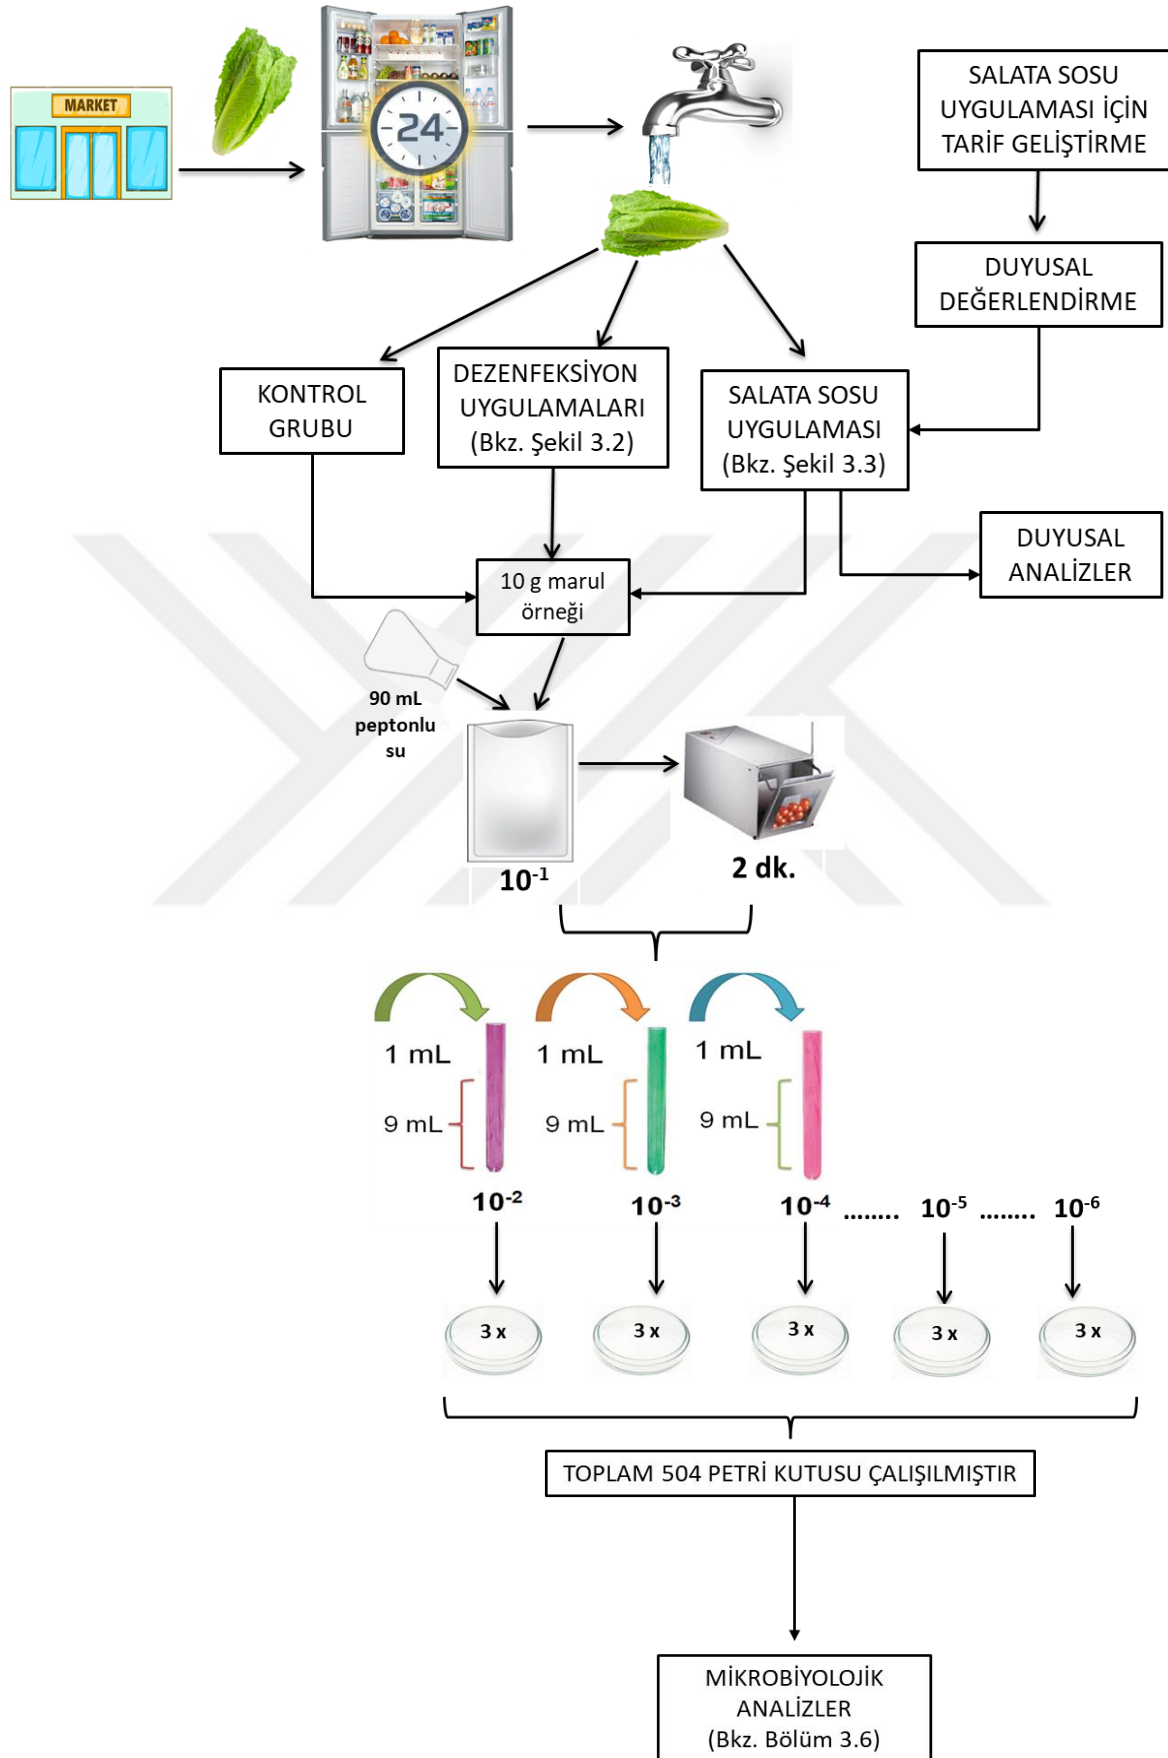 MARKET
24
SALATA SOSU
UYGULAMASI İÇİN
TARİF GELİŞTİRME
DUYUSAL
DEĞERLENDİRME
KONTROL
GRUBU
DEZENFEKSİYON
UYGULAMALARI
(Bkz. Şekil 3.2)
SALATA SOSU
UYGULAMASI
(Bkz. Şekil 3.3)
DUYUSAL
ANALİZLER
10 g marul
örneği
90 mL
peptonlu
su
10⁻¹
2 dk.
1 mL
9 mL
10⁻²
1 mL
9 mL
10⁻³
1 mL
9 mL
10⁻⁴ ........ 10⁻⁵ ........ 10⁻⁶
3 x
3 x
3 x
3 x
3 x
TOPLAM 504 PETRİ KUTUSU ÇALIŞILMIŞTIR
MİKROBİYOLOJİK
ANALİZLER
(Bkz. Bölüm 3.6)